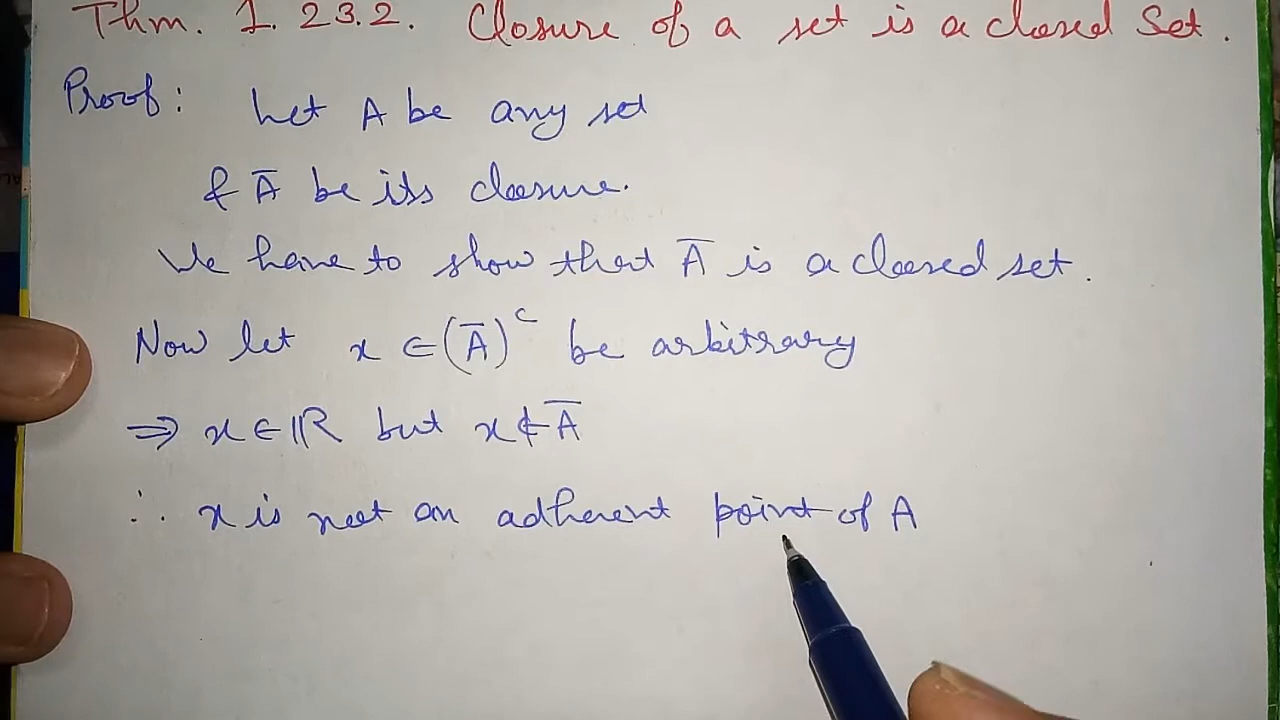 Thm. 1.23.2. Closure of a set is a closed set.
Proof: Let A be any set
& A̅ be its closure.
We have to show that A̅ is a closed set.
Now let x ∈ (A̅)ᶜ be arbitrary
⇒ x ∈ ℝ but x ∉ A̅
∴ x is not an adherent point of A